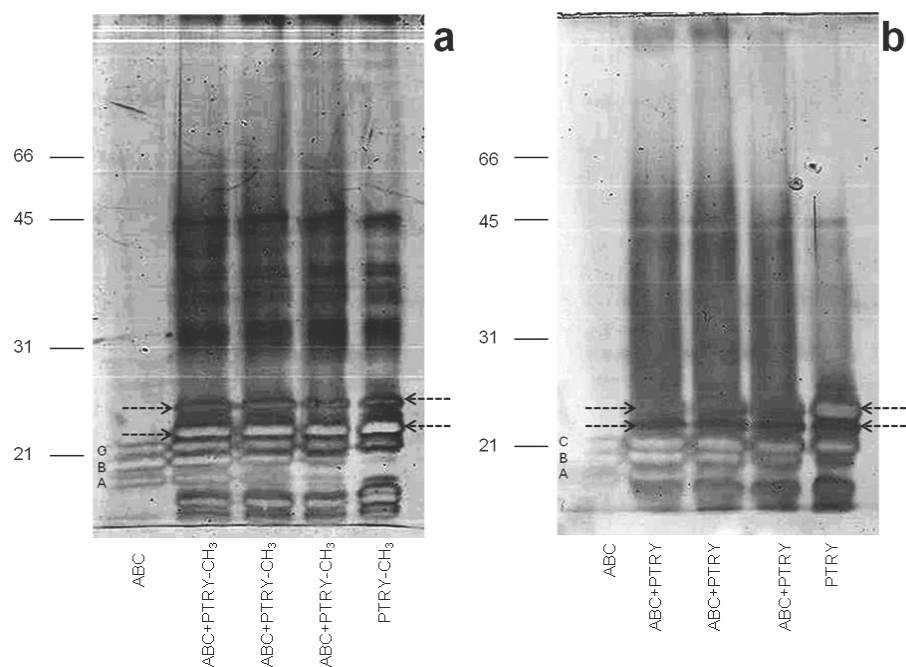 a
66
45
31
21
C
B
A
ABC
ABC+PTRY-CH₃
ABC+PTRY-CH₃
ABC+PTRY-CH₃
PTRY-CH₃
b
66
45
31
21
C
B
A
ABC
ABC+PTRY
ABC+PTRY
ABC+PTRY
PTRY